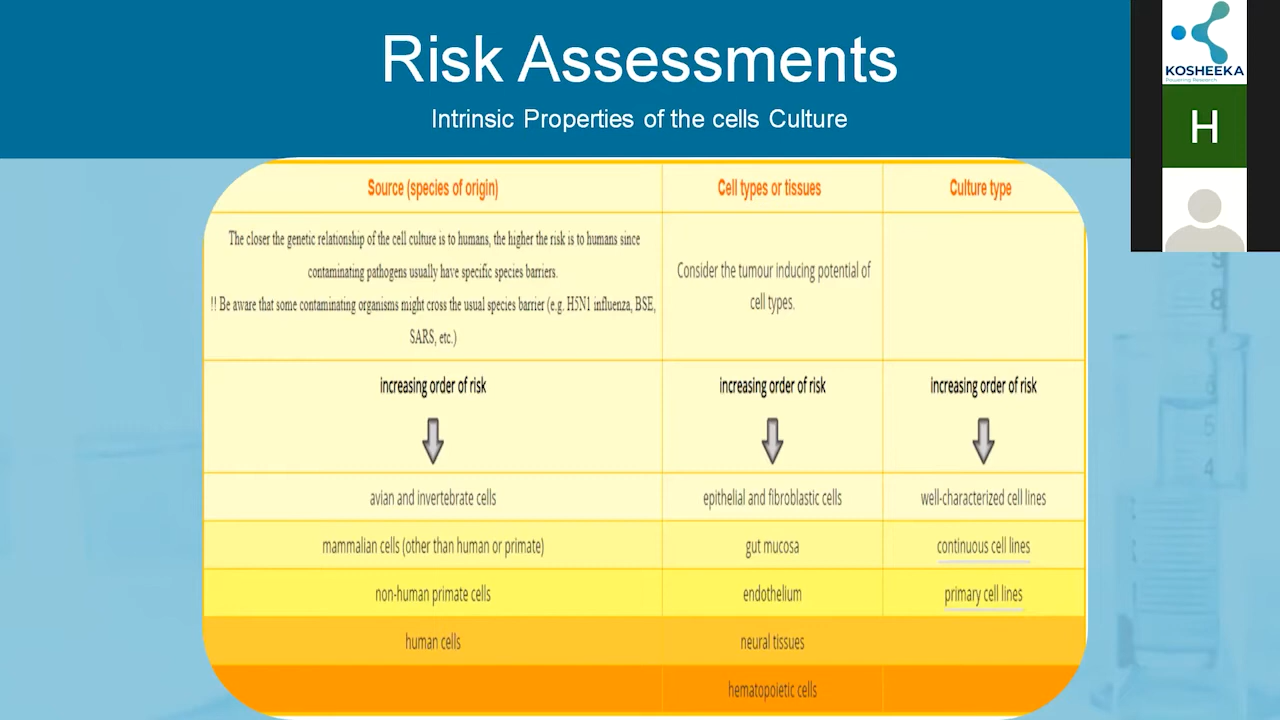 Risk Assessments
Intrinsic Properties of the cells Culture
KOSHEEKA
Powering Research
H
Source (species of origin)
Cell types or tissues
Culture type
The closer the genetic relationship of the cell culture is to humans, the higher the risk is to humans since
contaminating pathogens usually have specific species barriers.
!! Be aware that some contaminating organisms might cross the usual species barrier (e.g. H5N1 influenza, BSE,
SARS, etc.)
Consider the tumour inducing potential of
cell types.
increasing order of risk
increasing order of risk
increasing order of risk
avian and invertebrate cells
epithelial and fibroblastic cells
well-characterized cell lines
mammalian cells (other than human or primate)
gut mucosa
continuous cell lines
non-human primate cells
endothelium
primary cell lines
human cells
neural tissues
hematopoietic cells
8
5
4